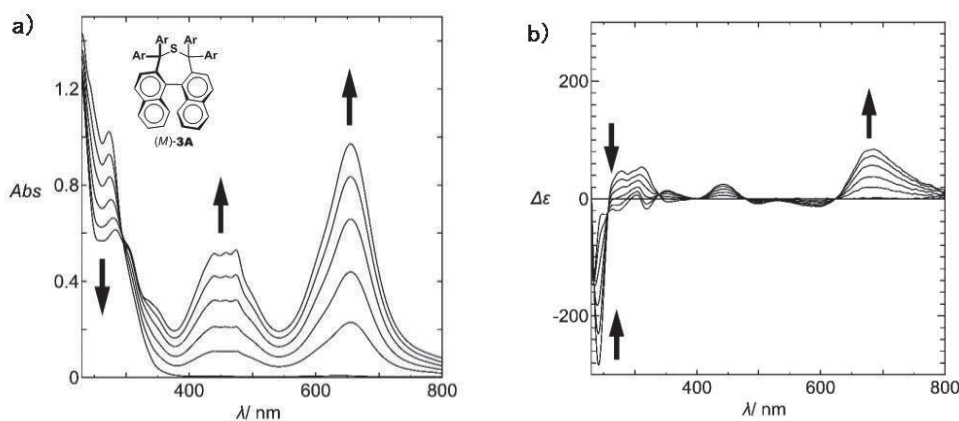 a)
Ar Ar
Ar S Ar
(M)-3A
Abs
1.2
0.8
0.4
0
400 600 800
λ/ nm
b)
Δε
200
0
-200
400 600 800
λ/ nm